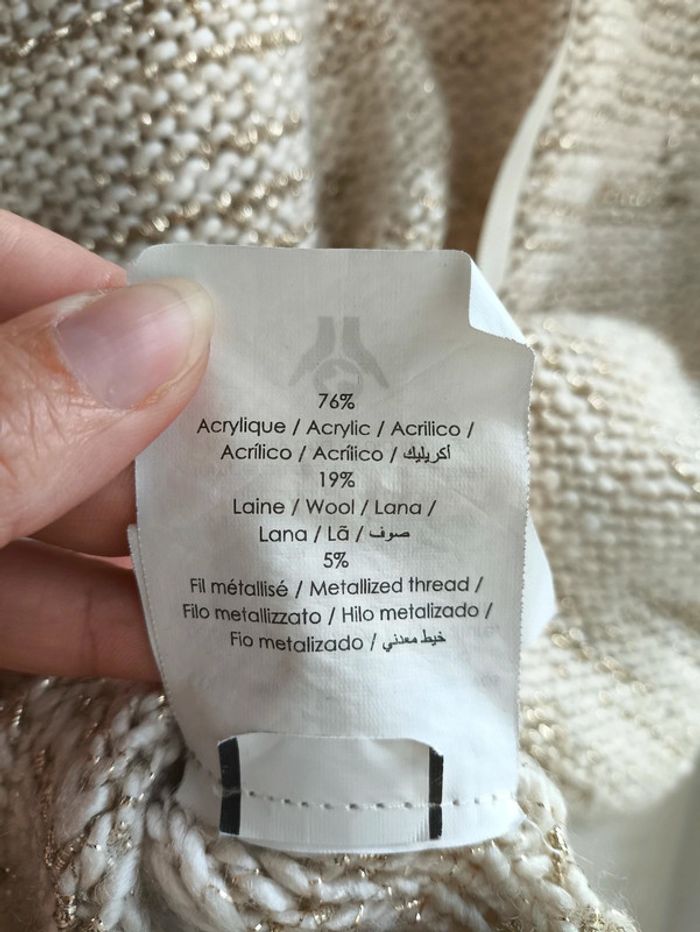 76%
Acrylique / Acrylic / Acrilico /
Acrílico / Acrílico / أكريليك
19%
Laine / Wool / Lana /
Lana / Lã / صوف
5%
Fil métallisé / Metallized thread /
Filo metallizzato / Hilo metalizado /
Fio metalizado / خيط معدني